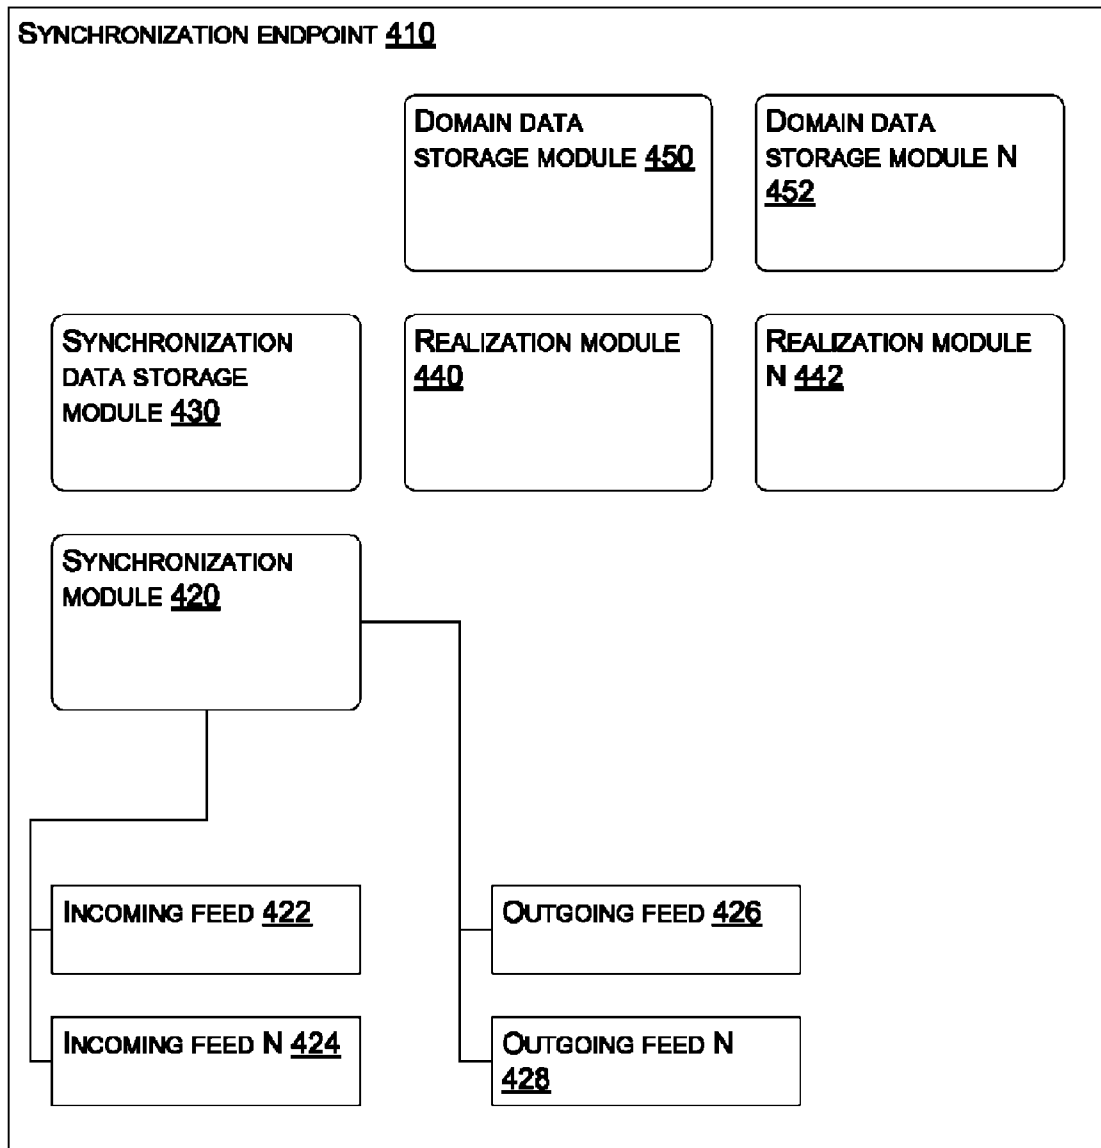 SYNCHRONIZATION ENDPOINT 410
DOMAIN DATA
STORAGE MODULE 450
DOMAIN DATA
STORAGE MODULE N
452
SYNCHRONIZATION
DATA STORAGE
MODULE 430
REALIZATION MODULE
440
REALIZATION MODULE
N 442
SYNCHRONIZATION
MODULE 420
INCOMING FEED 422
OUTGOING FEED 426
INCOMING FEED N 424
OUTGOING FEED N
428